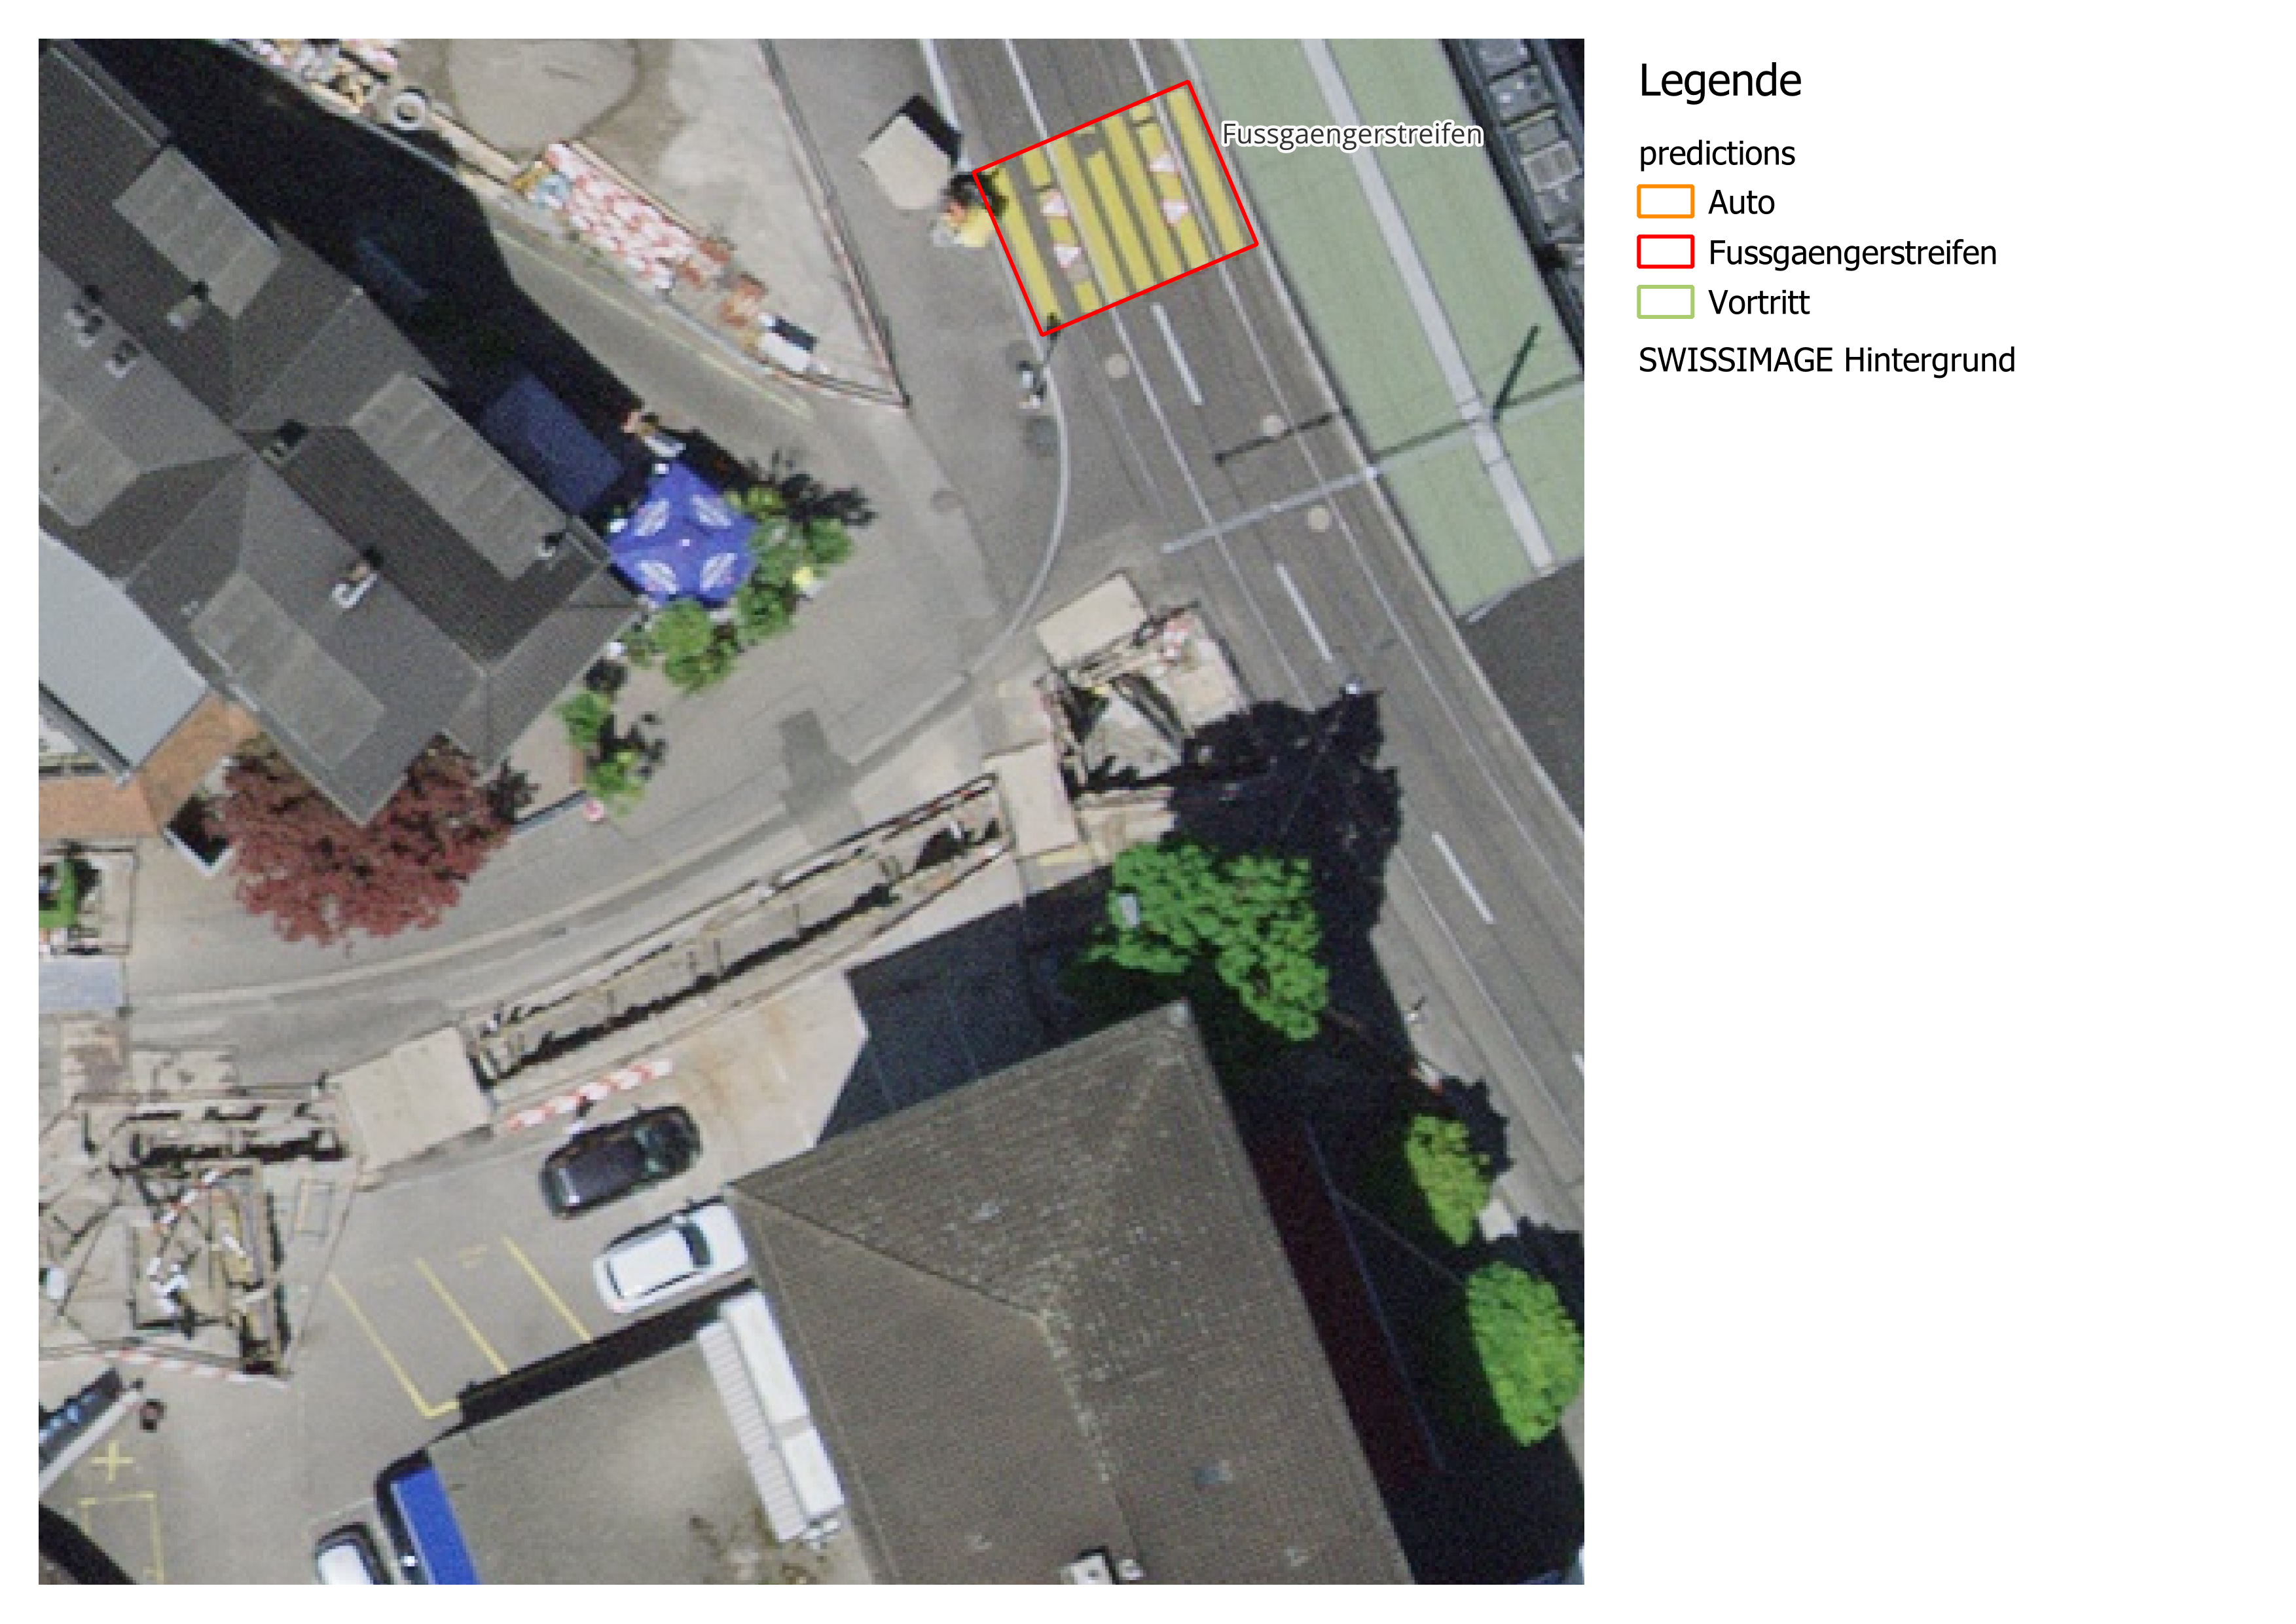 Fussgaengerstreifen
Legende
predictions
Auto
Fussgaengerstreifen
Vortritt
SWISSIMAGE Hintergrund